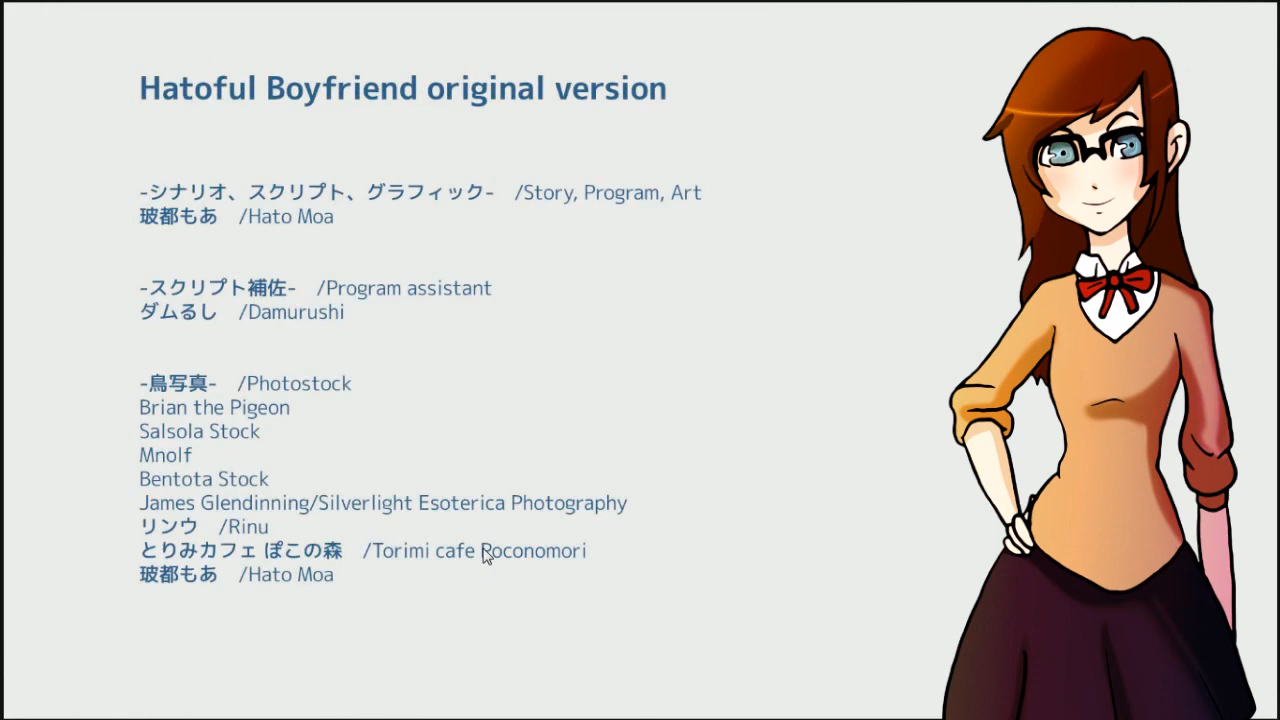 Hatoful Boyfriend original version
-シナリオ、スクリプト、グラフィック- /Story, Program, Art
玻都もあ /Hato Moa
-スクリプト補佐- /Program assistant
ダムるし /Damurushi
-鳥写真- /Photostock
Brian the Pigeon
Salsola Stock
Mnolf
Bentota Stock
James Glendinning/Silverlight Esoterica Photography
リンウ /Rinu
とりみカフェ ぽこの森 /Torimi cafe Poconomori
玻都もあ /Hato Moa